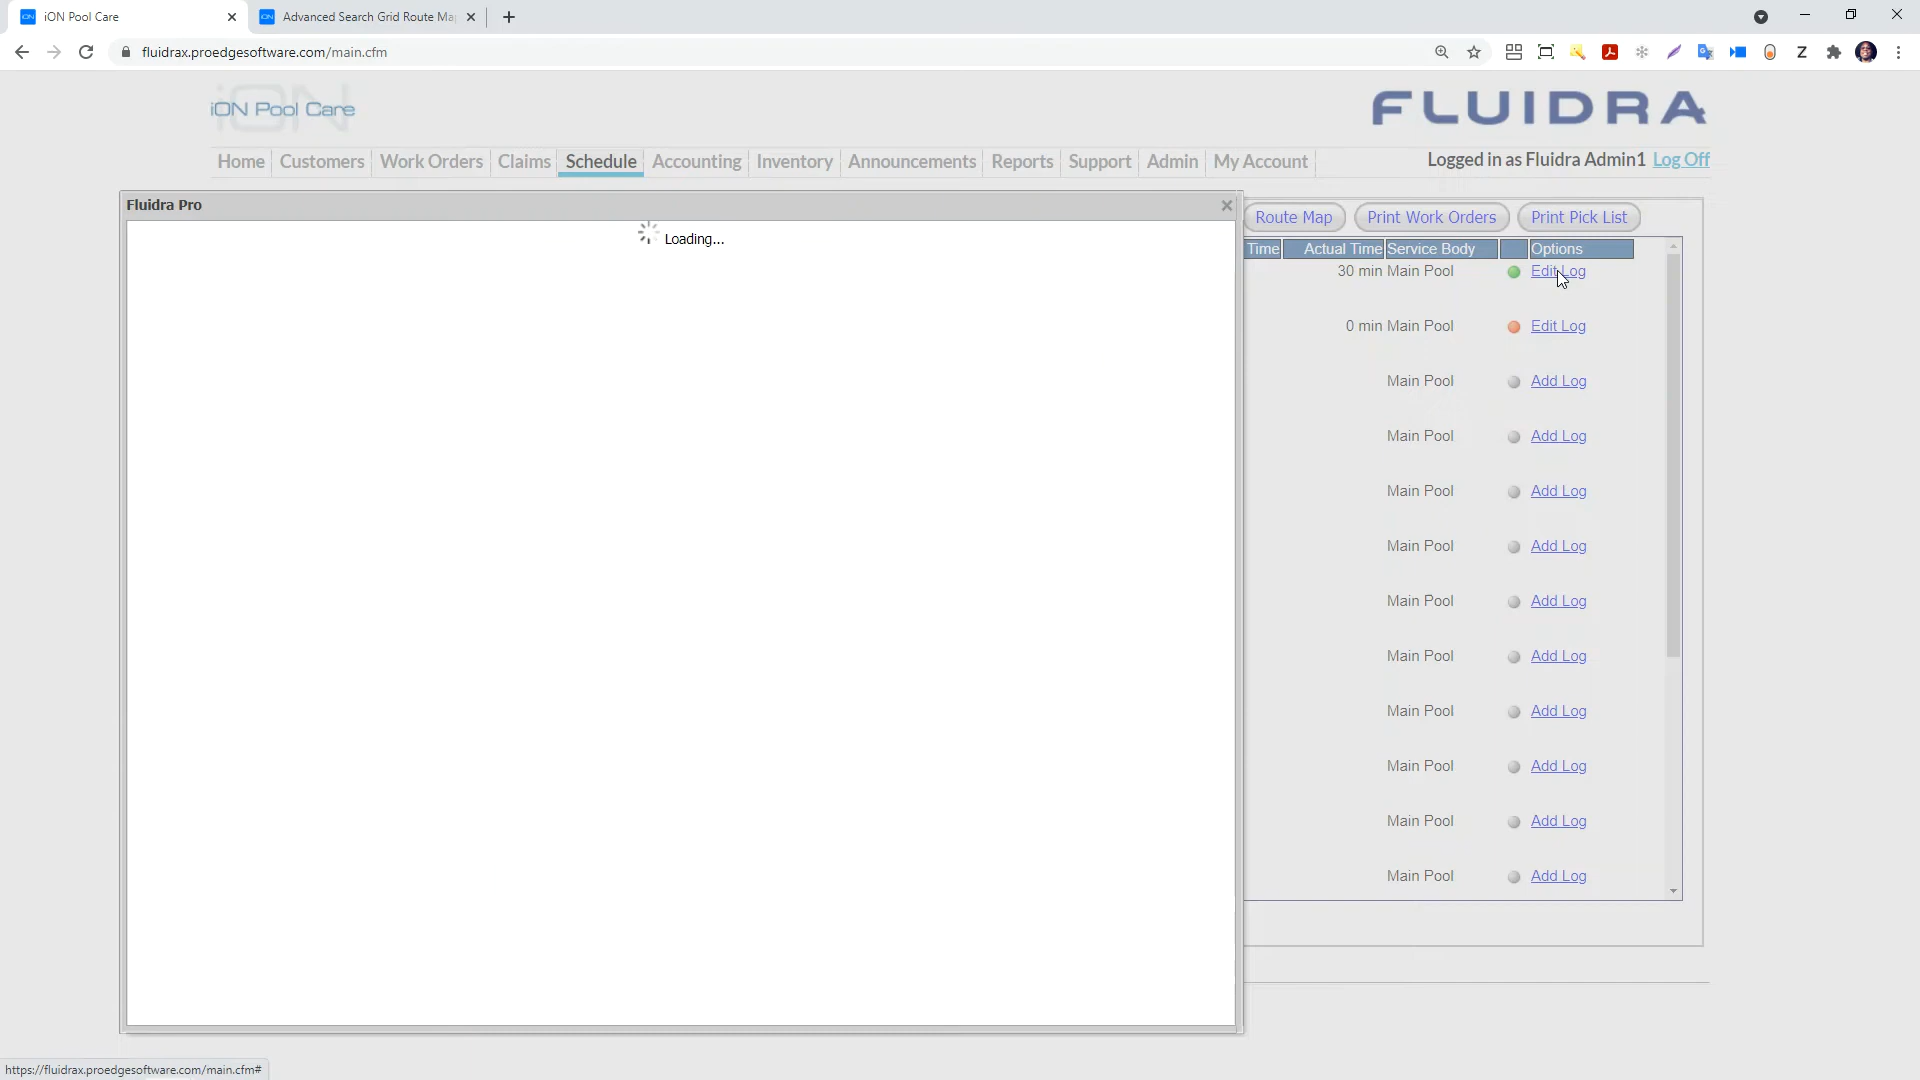 iON Pool Care
Advanced Search Grid Route Ma
fluidrax.proedgesoftware.com/main.cfm
iON Pool Care
FLUIDRA
Home Customers Work Orders Claims Schedule Accounting Inventory Announcements Reports Support Admin My Account
Logged in as Fluidra Admin1 Log Off
Fluidra Pro
Loading...
Route Map Print Work Orders Print Pick List
Time Actual Time Service Body Options
30 min Main Pool Edit Log
0 min Main Pool Edit Log
Main Pool Add Log
Main Pool Add Log
Main Pool Add Log
Main Pool Add Log
Main Pool Add Log
Main Pool Add Log
Main Pool Add Log
Main Pool Add Log
Main Pool Add Log
Main Pool Add Log
https://fluidrax.proedgesoftware.com/main.cfm#